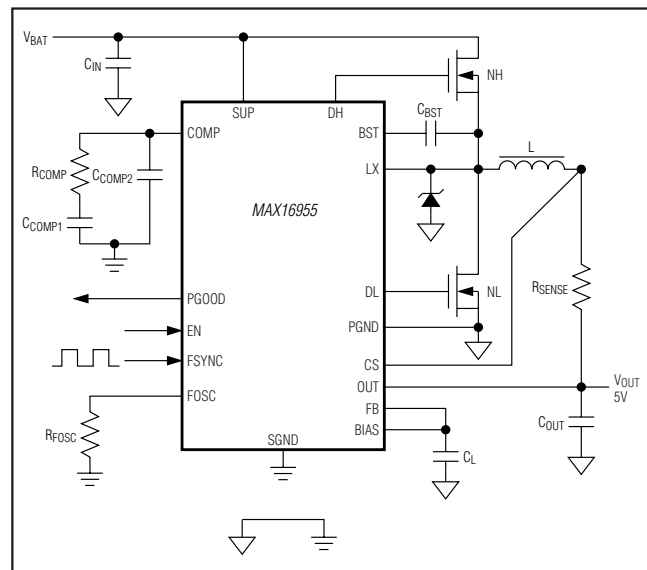 VBAT
CIN
NH
SUP
DH
CBST
COMP
BST
L
RCOMP
CCOMP2
LX
CCOMP1
MAX16955
RSENSE
DL
NL
PGOOD
PGND
EN
CS
FSYNC
OUT
VOUT
5V
FOSC
FB
COUT
BIAS
RFOSC
SGND
CL